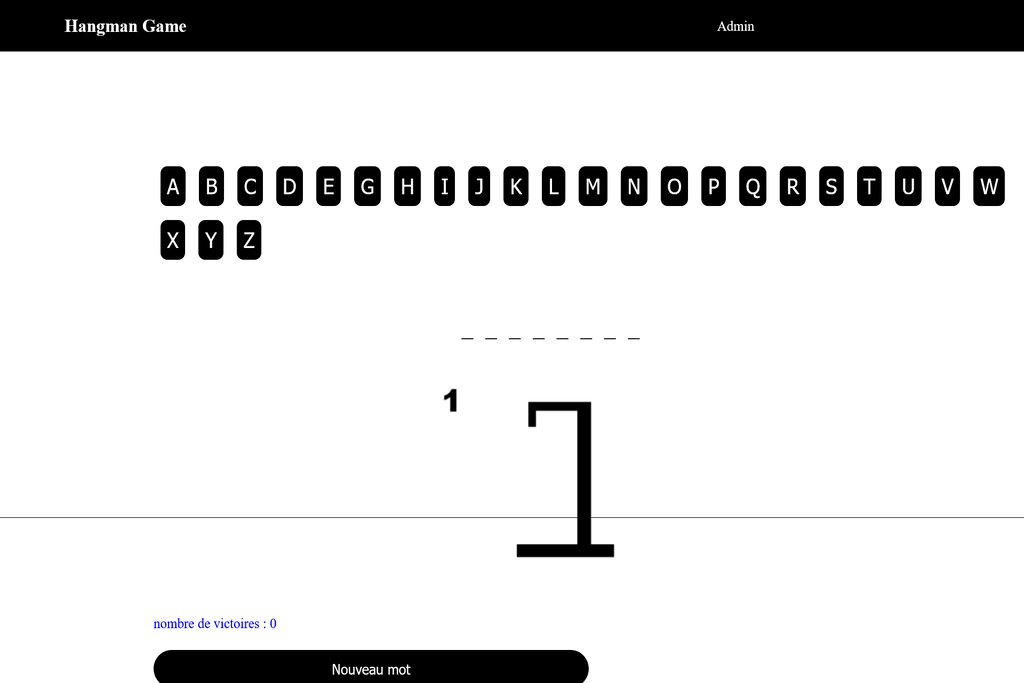 Hangman Game Admin
A B C D E G H I J K L M N O P Q R S T U V W
X Y Z
_ _ _ _ _ _ _ _
1
nombre de victoires : 0
Nouveau mot